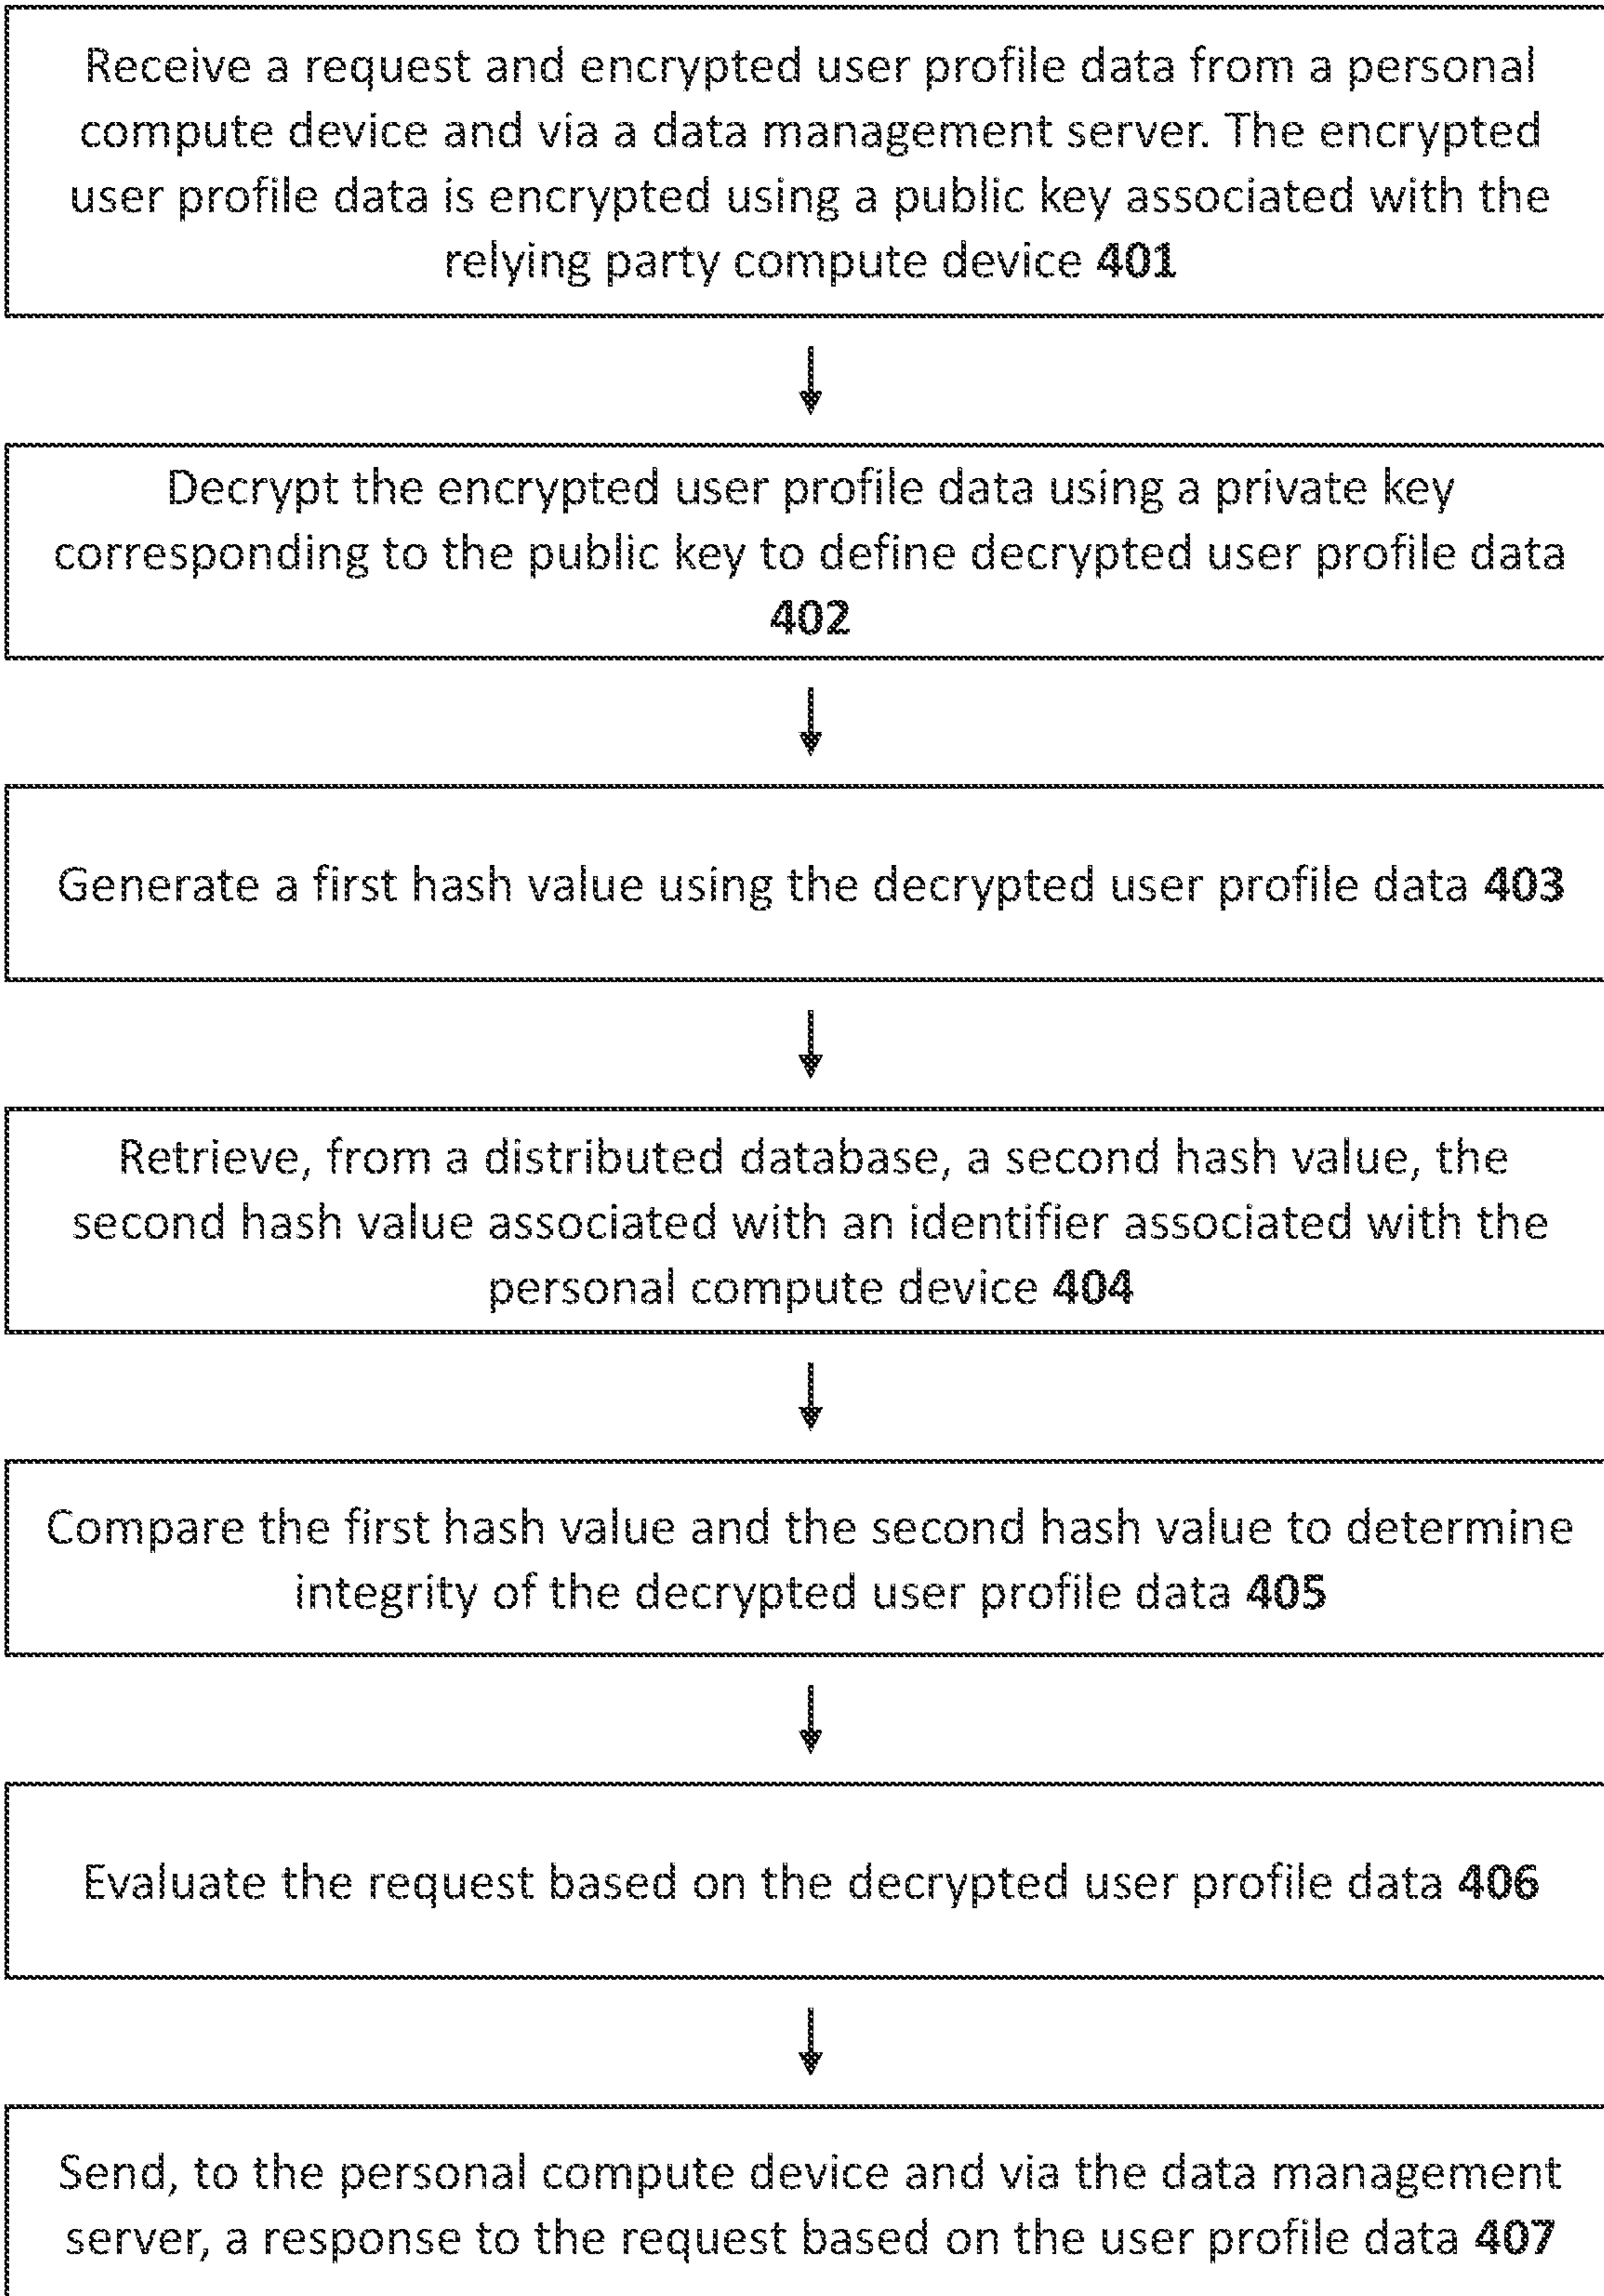 Receive a request and encrypted user profile data from a personal
compute device and via a data management server. The encrypted
user profile data is encrypted using a public key associated with the
relying party compute device 401
Decrypt the encrypted user profile data using a private key
corresponding to the public key to define decrypted user profile data
402
Generate a first hash value using the decrypted user profile data 403
Retrieve, from a distributed database, a second hash value, the
second hash value associated with an identifier associated with the
personal compute device 404
Compare the first hash value and the second hash value to determine
integrity of the decrypted user profile data 405
Evaluate the request based on the decrypted user profile data 406
Send, to the personal compute device and via the data management
server, a response to the request based on the user profile data 407